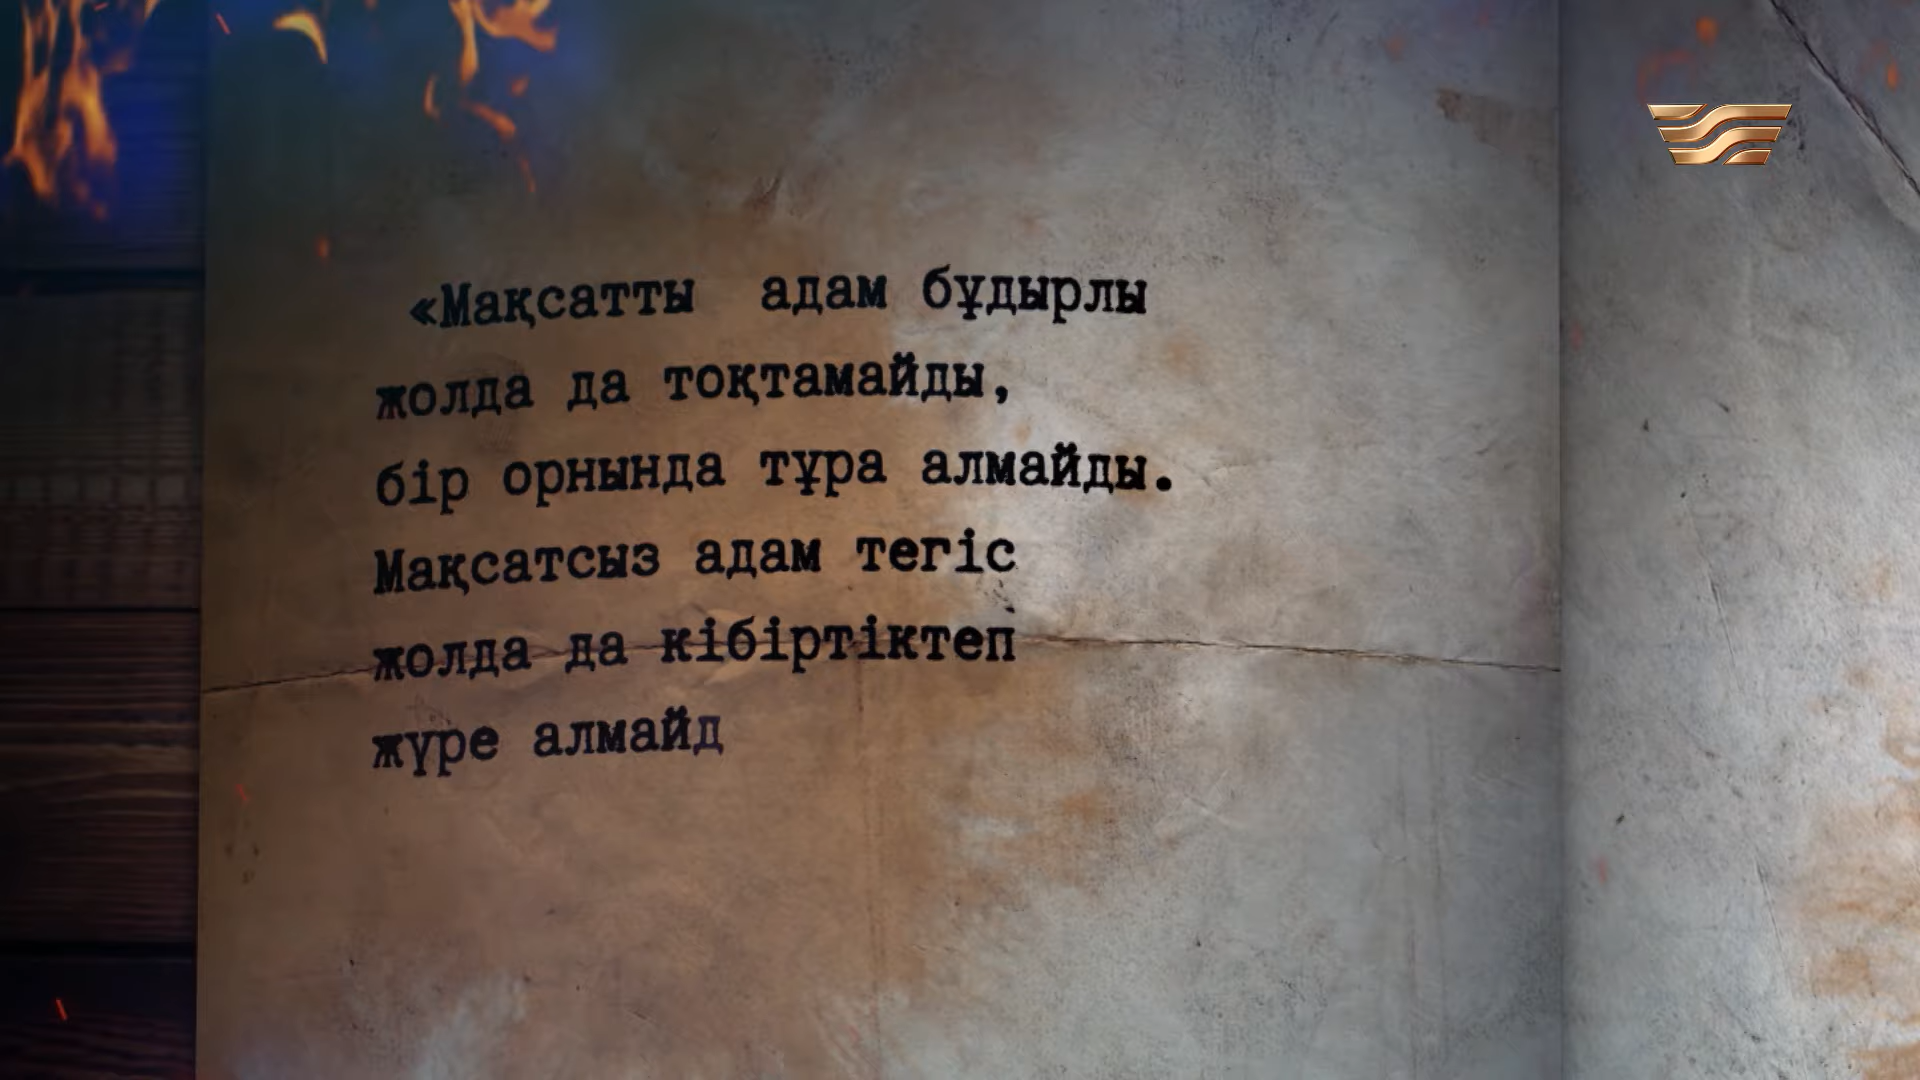 «Мақсатты адам бұдырлы
жолда да тоқтамайды,
бір орнында тұра алмайды.
Мақсатсыз адам тегіс
жолда да кібіртіктеп
жүре алмайд